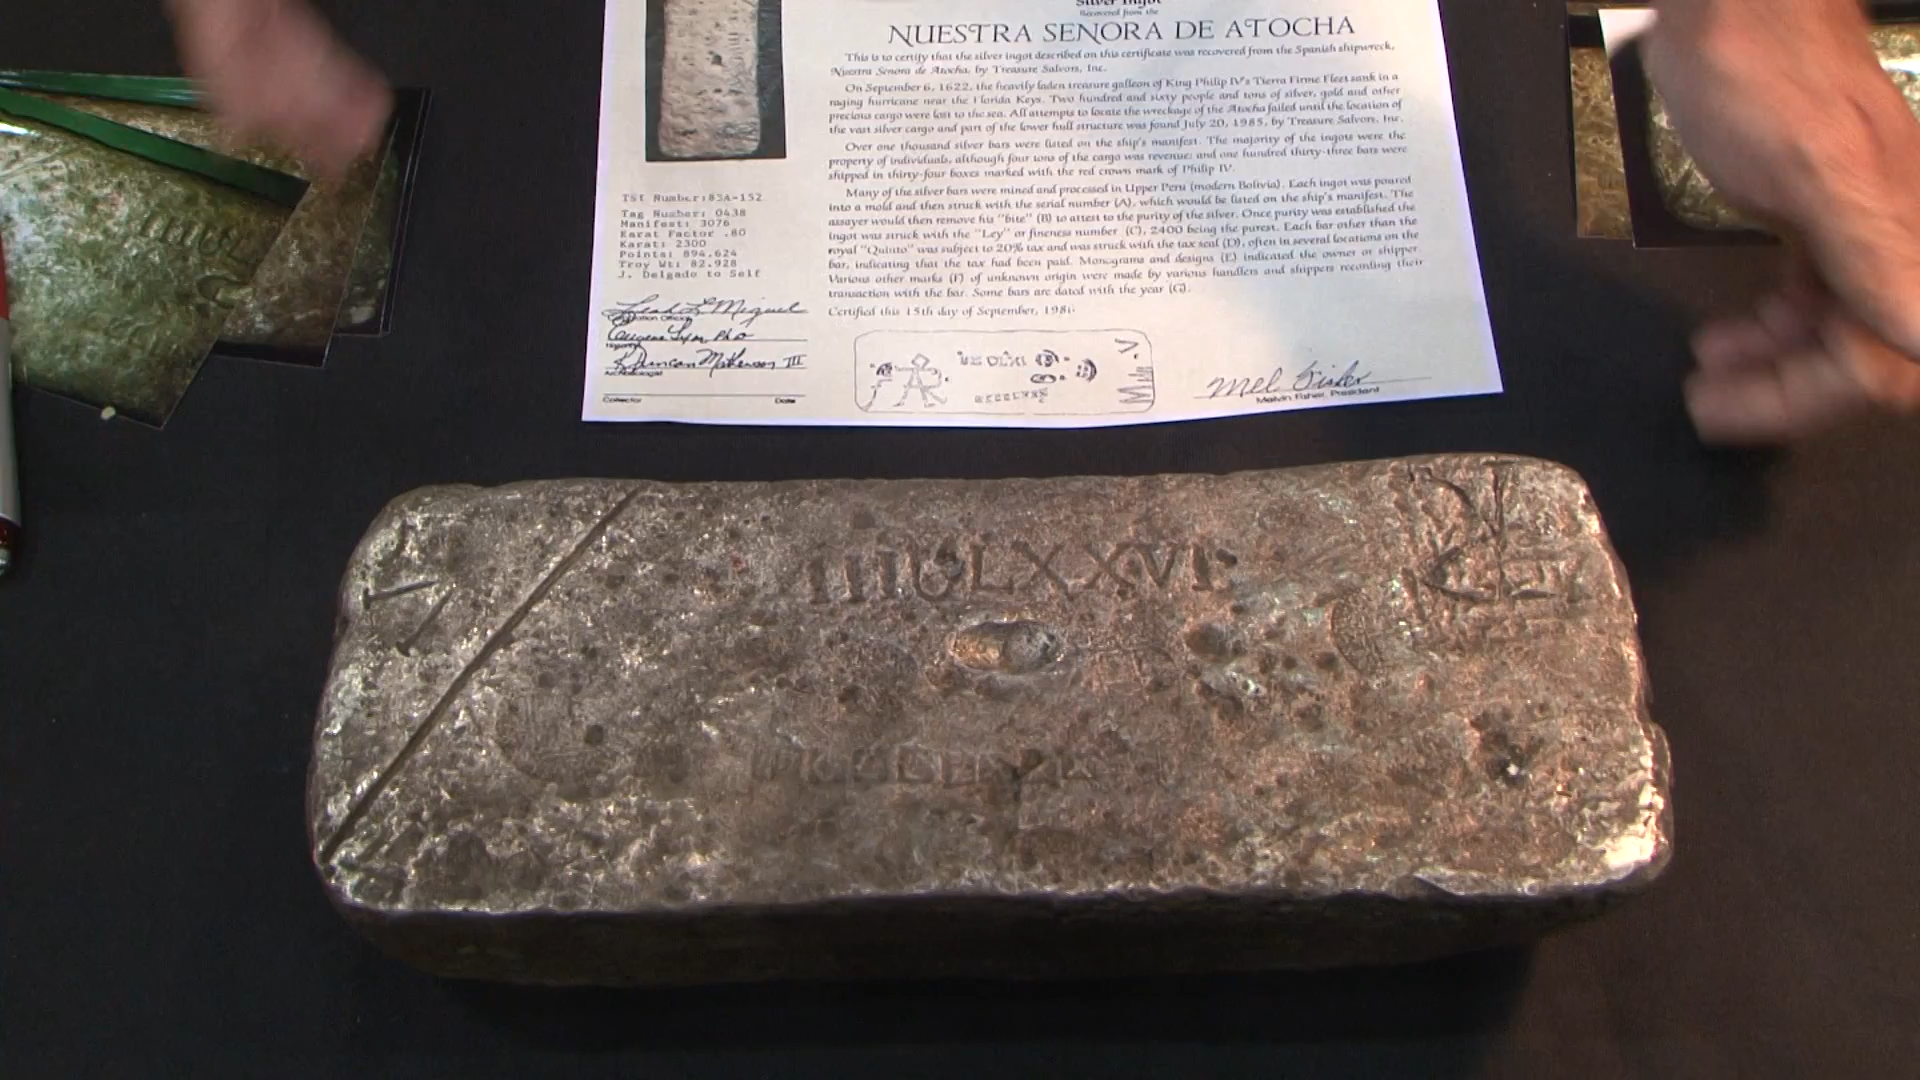 Silver Ingot
Recovered from the
NUESTRA SENORA DE ATOCHA
This is to certify that the silver ingot described on this certificate was recovered from the Spanish shipwreck,
Nuestra Senora de Atocha, by Treasure Salvors, Inc.
On September 6, 1622, the heavily laden treasure galleon of King Philip IV's Tierra Firme Fleet sank in a
raging hurricane near the Florida Keys. Two hundred and sixty people and tons of silver, gold and other
precious cargo were lost to the sea. All attempts to locate the wreckage of the Atocha failed until the location of
the vast silver cargo and part of the lower hull structure was found July 20, 1985, by Treasure Salvors, Inc.
Over one thousand silver bars were listed on the ship's manifest. The majority of the ingots were the
property of individuals, although four tons of the cargo was revenue; and one hundred thirty-three bars were
shipped in thirty-four boxes marked with the red crown mark of Philip IV.
Many of the silver bars were mined and processed in Upper Peru (modern Bolivia). Each ingot was poured
into a mold and then struck with the serial number (A), which would be listed on the ship's manifest. The
assayer would then remove his "bite" (B) to attest to the purity of the silver. Once purity was established the
ingot was struck with the "Ley" or fineness number (C), 2400 being the purest. Each bar other than the
royal "Quinto" was subject to 20% tax and was struck with the tax seal (D), often in several locations on the
bar, indicating that the tax had been paid. Monograms and designs (E) indicated the owner or shipper.
Various other marks (F) of unknown origin were made by various handlers and shippers recording their
transaction with the bar. Some bars are dated with the year (G).
Certified this 15th day of September, 1986
TSI Number:85A-152
Tag Number: 0438
Manifest: 3076
Karat Factor .80
Karat: 2300
Points: 894.624
Troy Wt: 82.928
J. Delgado to Self
Duncan Mathewson III
Archaeologist
Collector Date
Mel Fisher
Melvin Fisher, President
IIIULXXVI